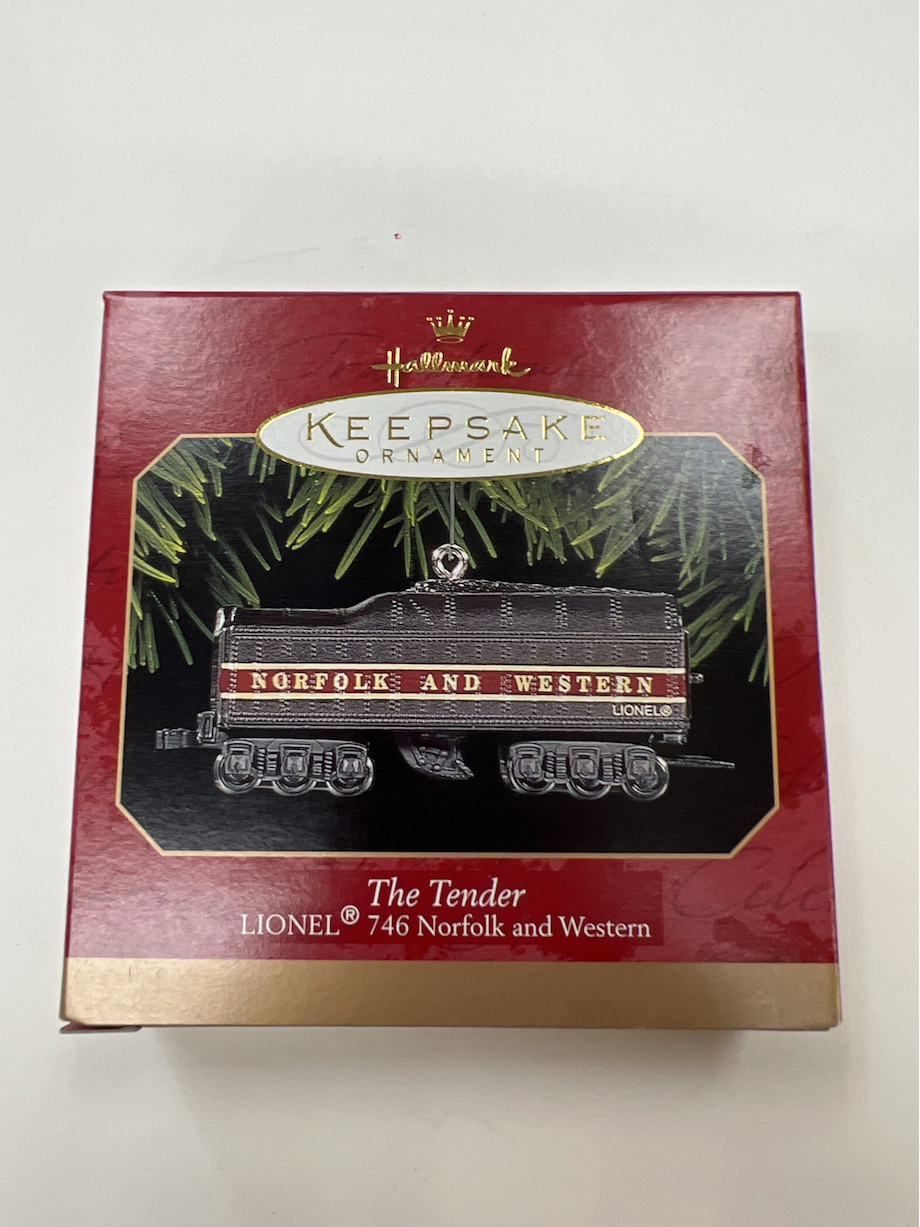 Hallmark
KEEPSAKE
ORNAMENT
NORFOLK AND WESTERN
LIONEL®
The Tender
LIONEL® 746 Norfolk and Western